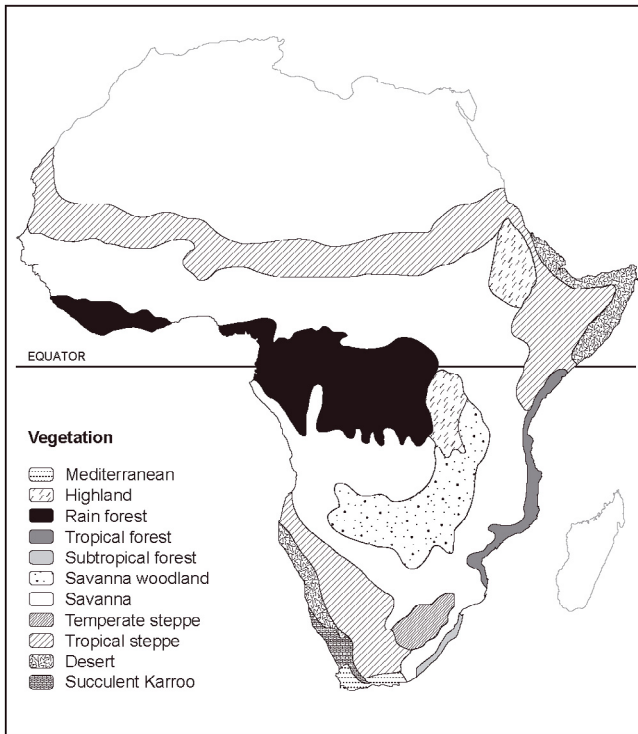 EQUATOR
Vegetation
Mediterranean
Highland
Rain forest
Tropical forest
Subtropical forest
Savanna woodland
Savanna
Temperate steppe
Tropical steppe
Desert
Succulent Karroo